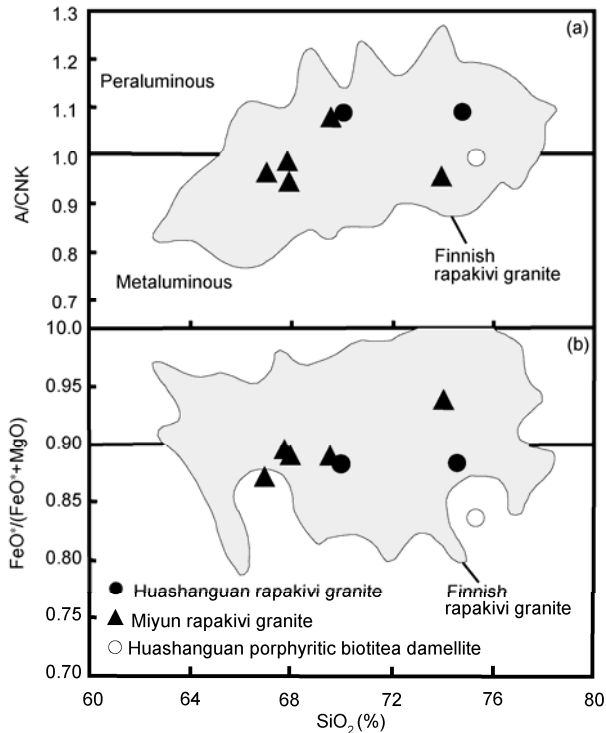 1.3
(a)
1.2
Peraluminous
1.1
1.0
A/CNK
0.9
Finnish
rapakivi granite
0.8
Metaluminous
0.7
10.0
(b)
0.95
0.90
FeO*/(FeO*+MgO)
0.85
0.80
Huashanguan rapakivi granite
Finnish
rapakivi granite
0.75
Miyun rapakivi granite
Huashanguan porphyritic biotitea damellite
0.70
60 64 68 72 76 80
SiO2(%)